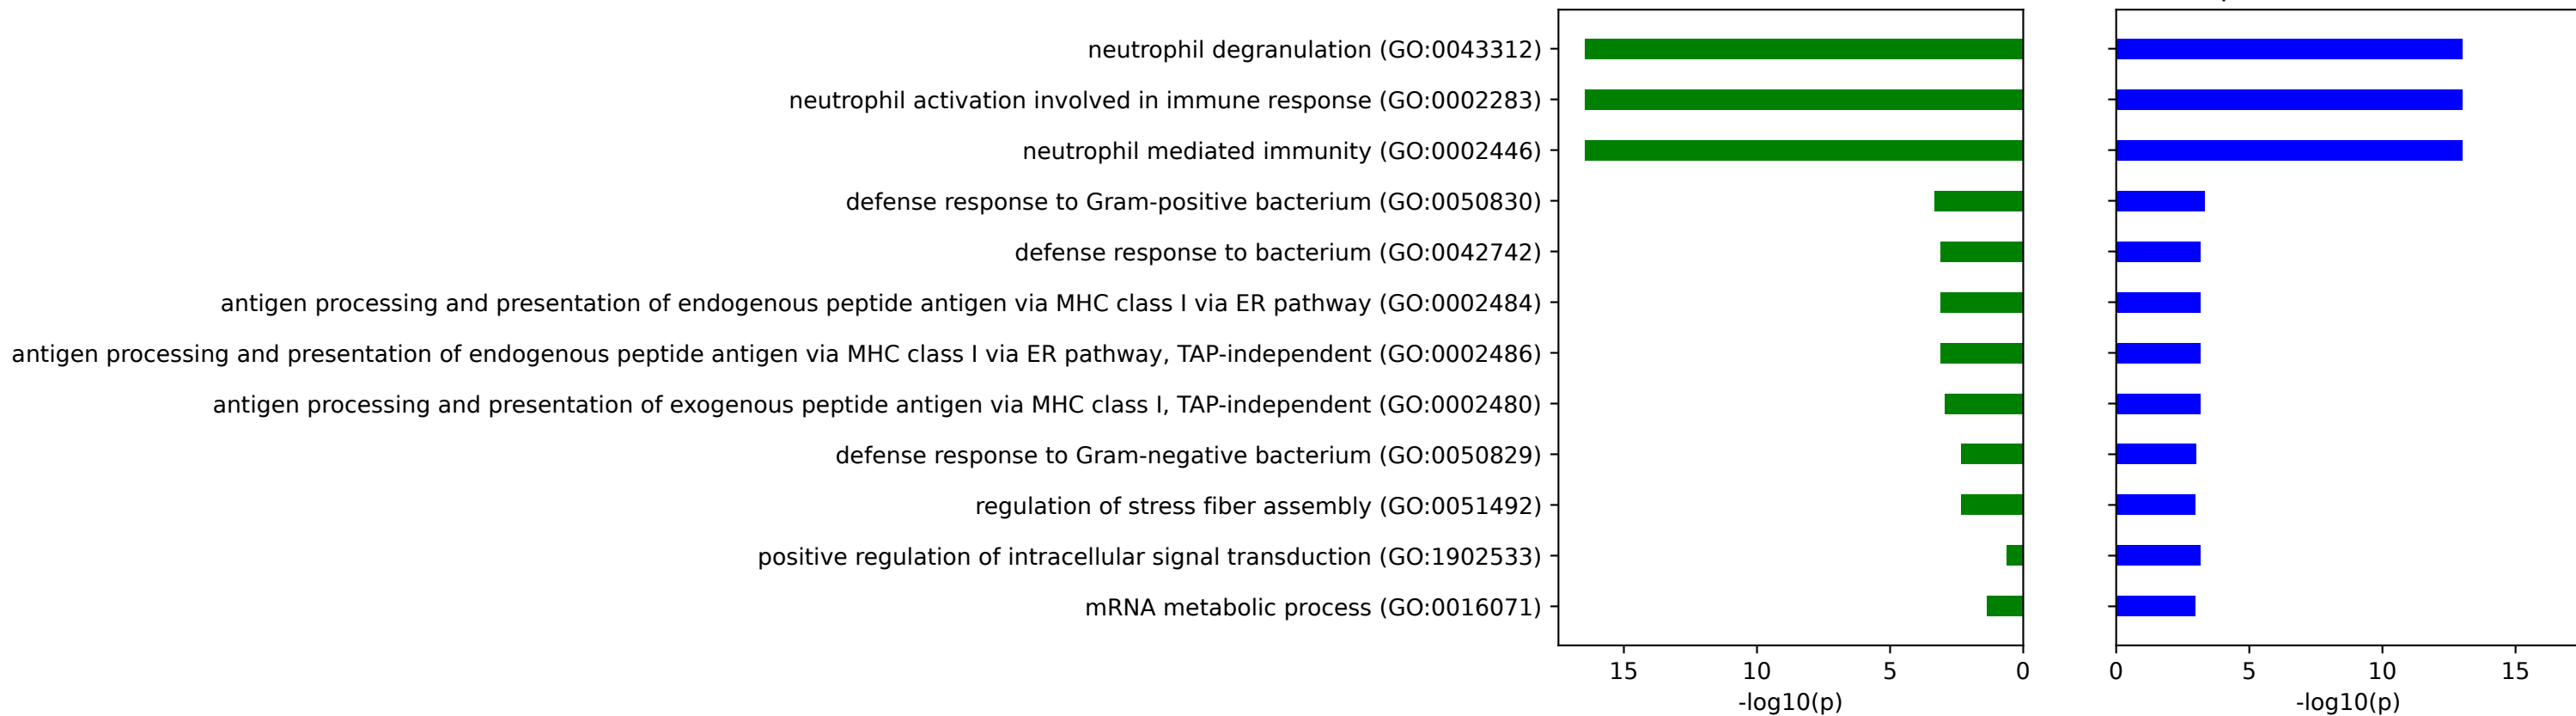 neutrophil degranulation (GO:0043312)
neutrophil activation involved in immune response (GO:0002283)
neutrophil mediated immunity (GO:0002446)
defense response to Gram-positive bacterium (GO:0050830)
defense response to bacterium (GO:0042742)
antigen processing and presentation of endogenous peptide antigen via MHC class I via ER pathway (GO:0002484)
antigen processing and presentation of endogenous peptide antigen via MHC class I via ER pathway, TAP-independent (GO:0002486)
antigen processing and presentation of exogenous peptide antigen via MHC class I, TAP-independent (GO:0002480)
defense response to Gram-negative bacterium (GO:0050829)
regulation of stress fiber assembly (GO:0051492)
positive regulation of intracellular signal transduction (GO:1902533)
mRNA metabolic process (GO:0016071)
15 10 5 0 0 5 10 15
-log10(p) -log10(p)